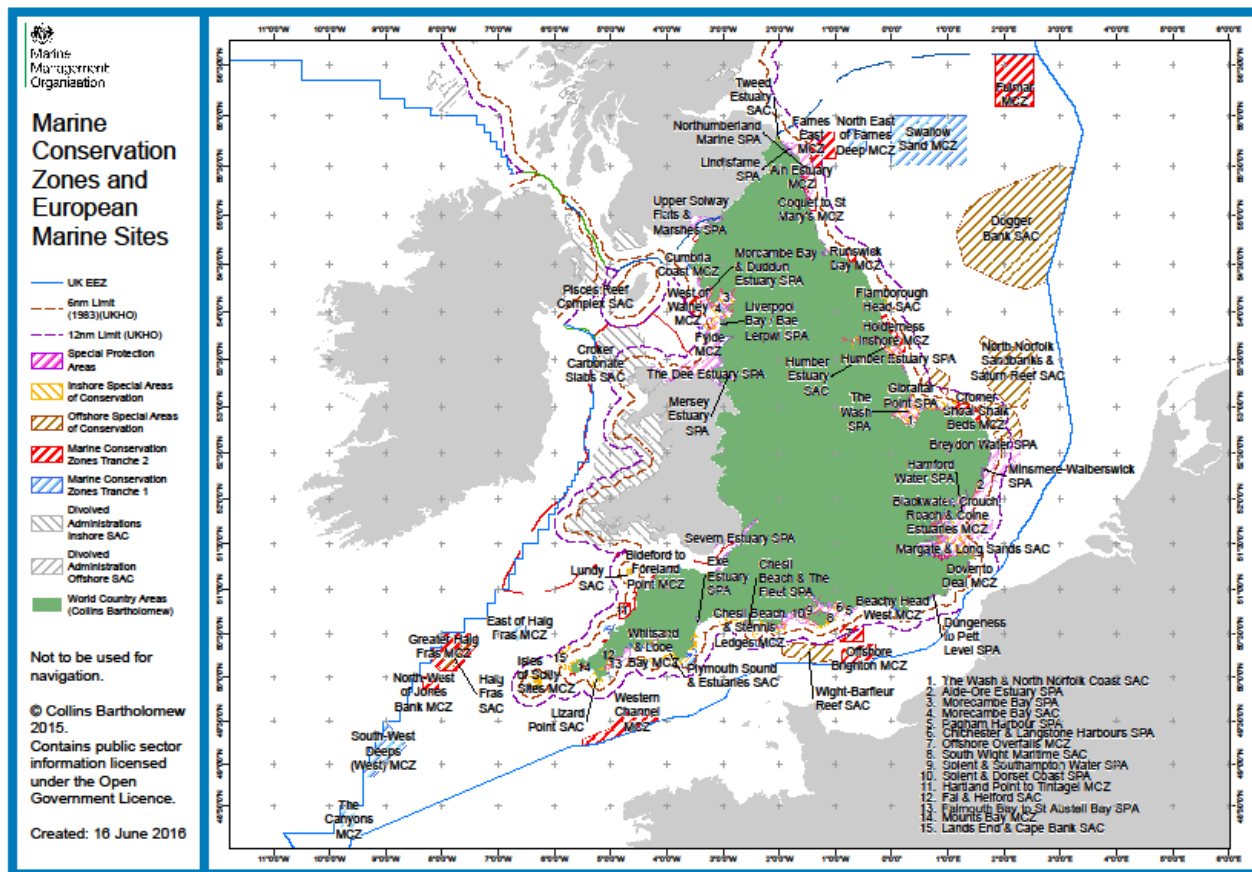 Marine
Management
Organisation
Marine
Conservation
Zones and
European
Marine Sites
UK EEZ
6nm Limit
(1983)(UKHO)
12nm Limit (UKHO)
Special Protection
Areas
Inshore Special Areas
of Conservation
Offshore Special Areas
of Conservation
Marine Conservation
Zones Tranche 2
Marine Conservation
Zones Tranche 1
Divolved
Administrations
Inshore SAC
Divolved
Administration
Offshore SAC
World Country Areas
(Collins Bartholomew)
Not to be used for
navigation.
© Collins Bartholomew
2015.
Contains public sector
information licensed
under the Open
Government Licence.
Created: 16 June 2016
Tweed
Estuary
SAC
Fulmar
MCZ
Northumberland
Marine SPA
Farnes
East
MCZ
North East
of Farnes
Deep MCZ
Swallow
Sand MCZ
Lindisfarne
SPA
Aln Estuary
MCZ
Coquet to St
Mary's MCZ
Upper Solway
Flats &
Marshes SPA
Dogger
Bank SAC
Cumbria
Coast MCZ
Morcambe Bay
& Duddon
Estuary SPA
Runswick
Bay MCZ
Pisces Reef
Complex SAC
West of
Walney
MCZ
3
4
Liverpool
Bay / Bae
Lerpwl SPA
Flamborough
Head SAC
Fylde
MCZ
Holderness
Inshore MCZ
Croker
Carbonate
Slabs SAC
The Dee Estuary SPA
Humber
Estuary
SAC
Humber Estuary SPA
North Norfolk
Sandbanks &
Saturn Reef SAC
Mersey
Estuary
SPA
The
Wash
SPA
Gibraltar
Point SPA
1
Cromer
Shoal Chalk
Beds MCZ
Breydon Water SPA
Hamford
Water SPA
Minsmere-Walberswick
SPA
2
Blackwater, Crouch,
Roach & Colne
Estuaries MCZ
Margate & Long Sands SAC
Severn Estuary SPA
Dover to
Deal MCZ
Lundy
SAC
Bideford to
Foreland
Point MCZ
Exe
Estuary
SPA
Chesil
Beach & The
Fleet SPA
11
East of Haig
Fras MCZ
Greater Haig
Fras MCZ
Chesil Beach
& Stennis
Ledges MCZ
10
9
6
5
8
7
Beachy Head
West MCZ
Dungeness
to Pett
Level SPA
Whitsand
& Looe
Bay MCZ
15
14
12
13
Isles of
Scilly
Sites MCZ
North-West
of Jones
Bank MCZ
Haig
Fras
SAC
Lizard
Point SAC
Plymouth Sound
& Estuaries SAC
Offshore
Brighton MCZ
Wight-Barfleur
Reef SAC
Western
Channel
MCZ
South-West
Deeps
(West) MCZ
The
Canyons
MCZ
1. The Wash & North Norfolk Coast SAC
2. Alde-Ore Estuary SPA
3. Morecambe Bay SPA
4. Morecambe Bay SAC
5. Pagham Harbour SPA
6. Chichester & Langstone Harbours SPA
7. Offshore Overfalls MCZ
8. South Wight Maritime SAC
9. Solent & Southampton Water SPA
10. Solent & Dorset Coast SPA
11. Hartland Point to Tintagel MCZ
12. Fal & Helford SAC
13. Falmouth Bay to St Austell Bay SPA
14. Mounts Bay MCZ
15. Lands End & Cape Bank SAC